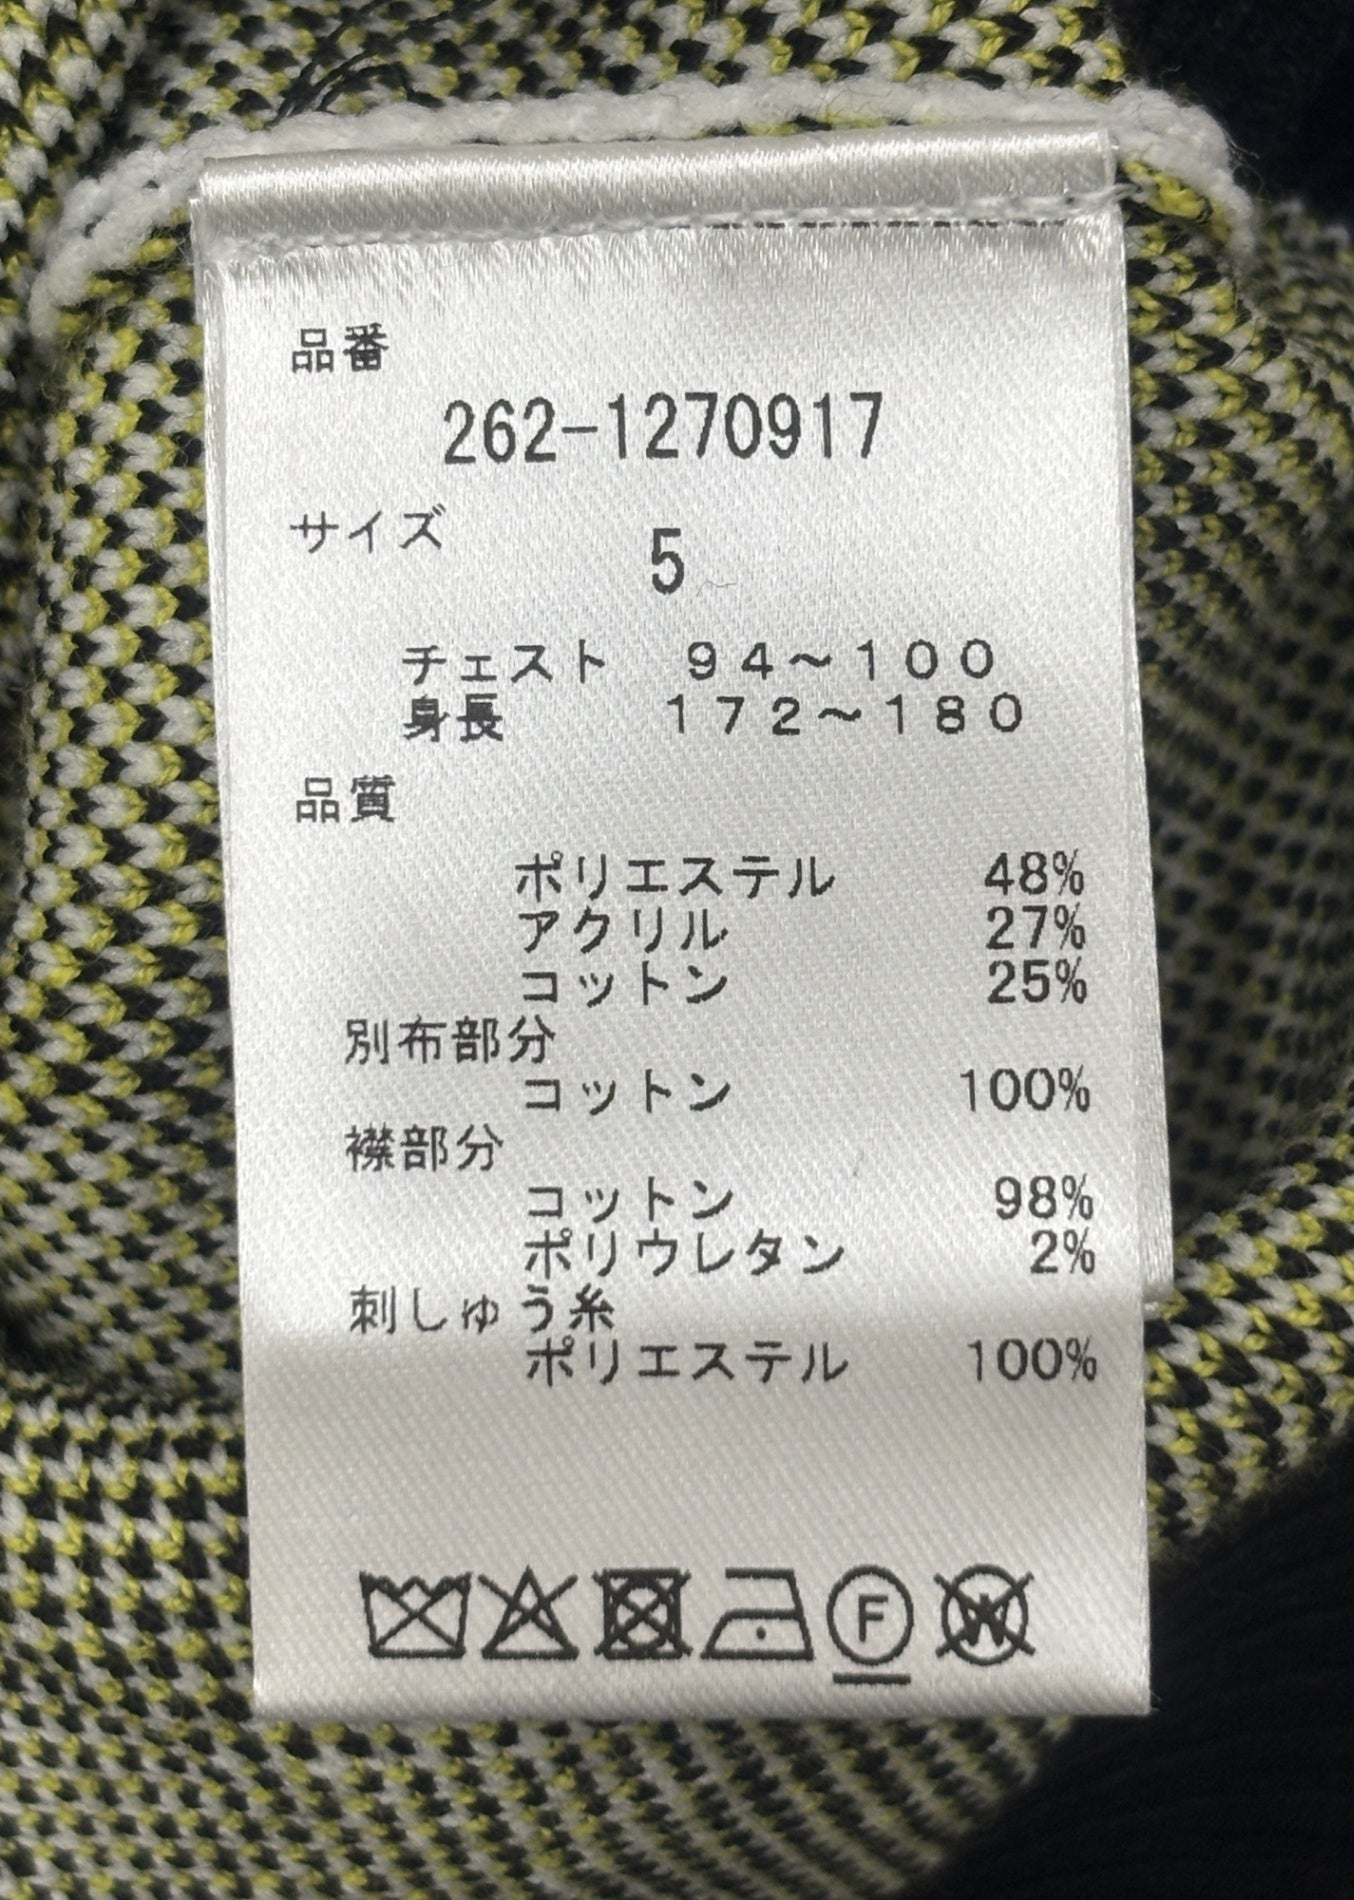 品番
262-1270917
サイズ
5
チェスト 94～100
身長 172～180
品質
ポリエステル 48%
アクリル 27%
コットン 25%
別布部分
コットン 100%
襟部分
コットン 98%
ポリウレタン 2%
刺しゅう糸
ポリエステル 100%
F W